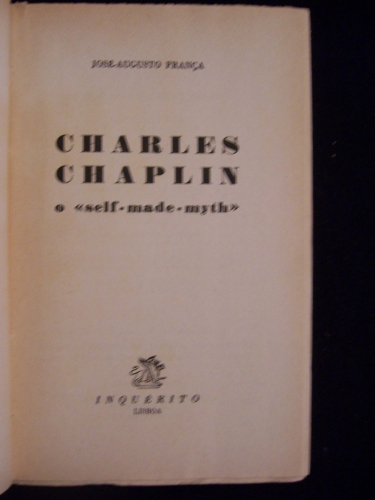 JOSÉ-AUGUSTO FRANÇA
CHARLES
CHAPLIN
o «self-made-myth»
INQUÉRITO
LISBOA